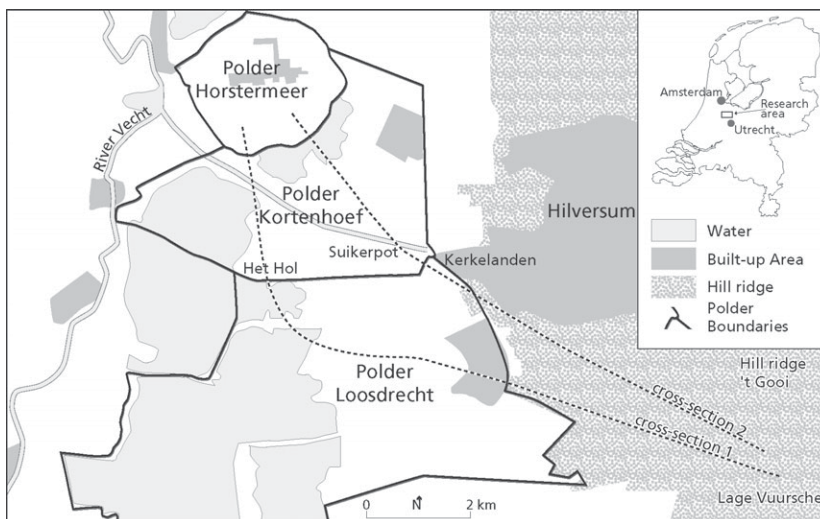 Polder
Horstermeer
River Vecht
Polder
Kortenhoef
Suikerpot
Het Hol
Kerkelanden
Hilversum
Polder
Loosdrecht
Hill ridge
't Gooi
cross-section 2
cross-section 1
Lage Vuursche
0 N 2 km
Amsterdam
Research
area
Utrecht
Water
Built-up Area
Hill ridge
Polder
Boundaries